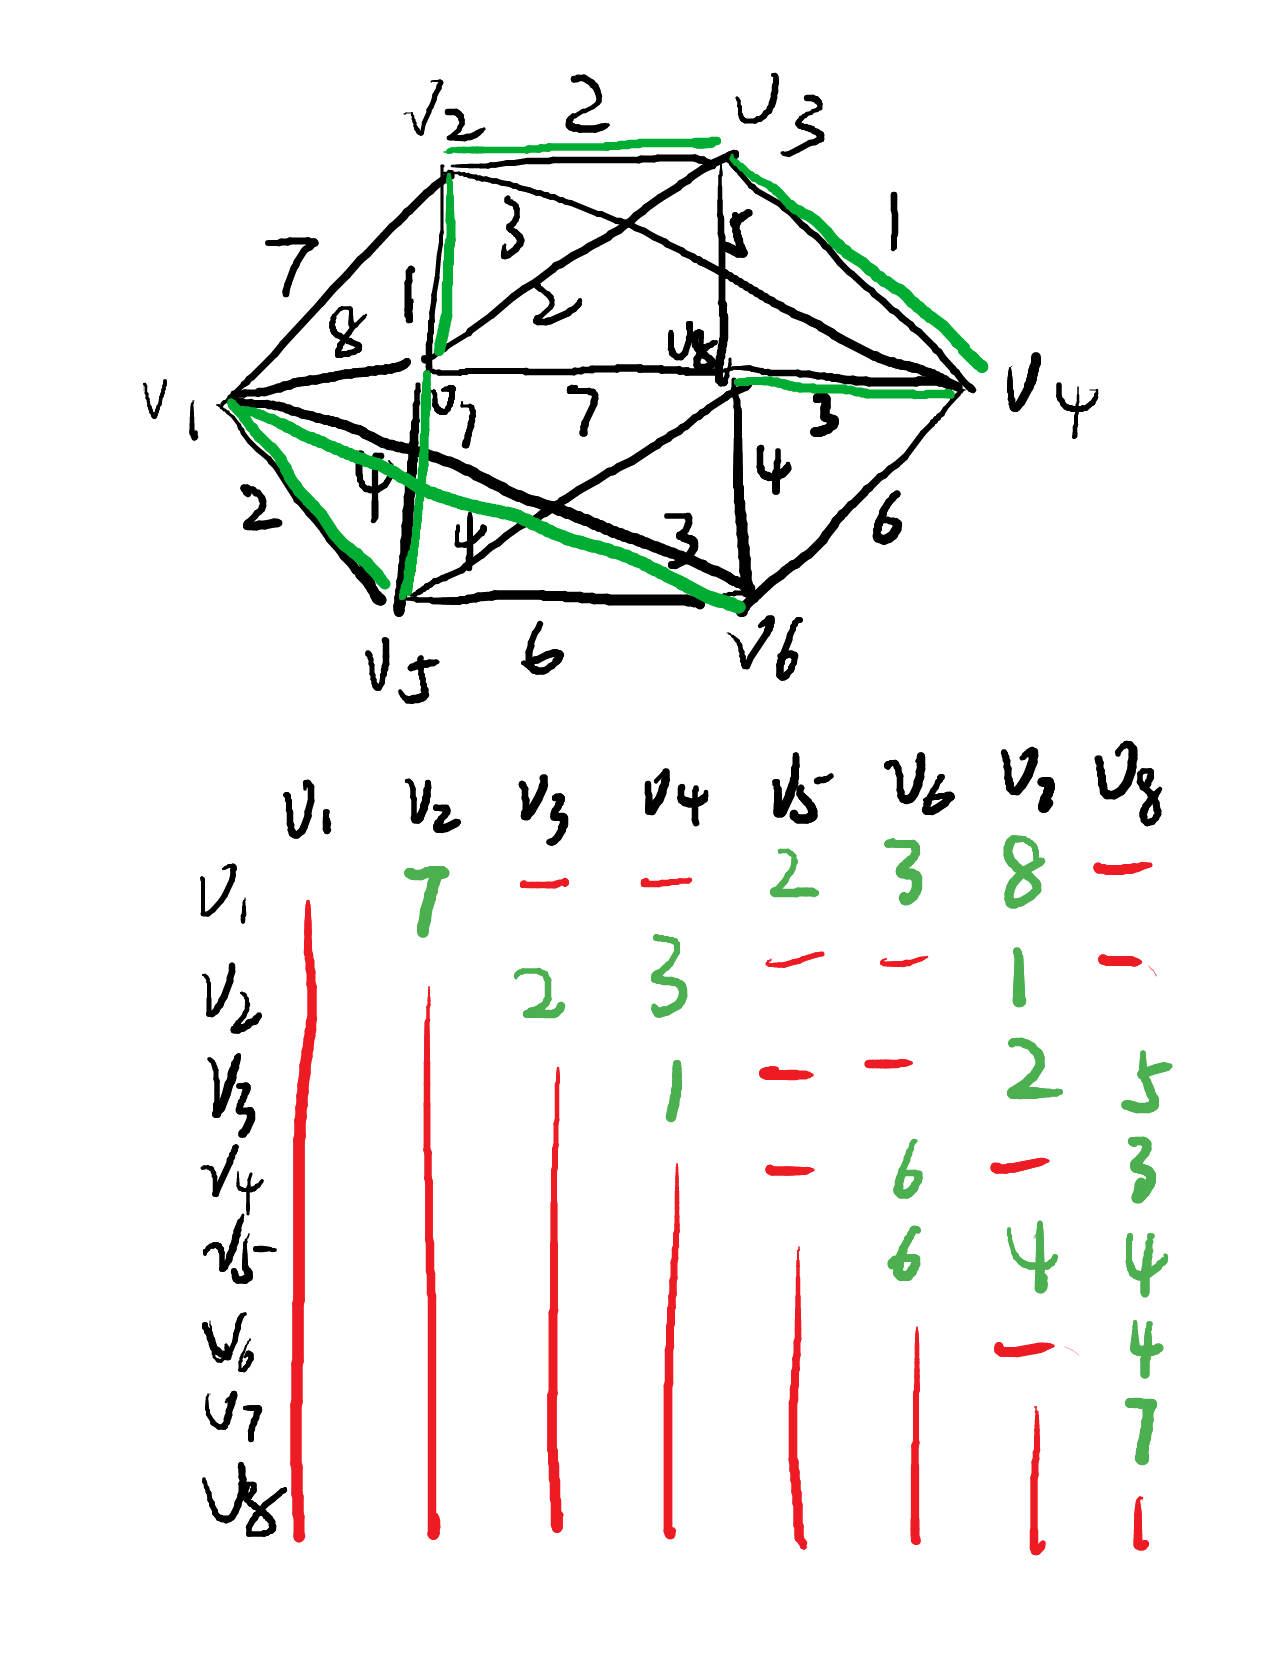 V2 2 V3
7 3 5 1
8 1 2 V8
V1 V7 7 3 V4
2 4 4 3 4 6
V5 6 V6
V1 V2 V3 V4 V5 V6 V7 V8
V1 7 - - 2 3 8 -
V2 2 3 - - 1 -
V3 1 - - 2 5
V4 - 6 - 3
V5 6 4 4
V6 - 4
V7 7
V8